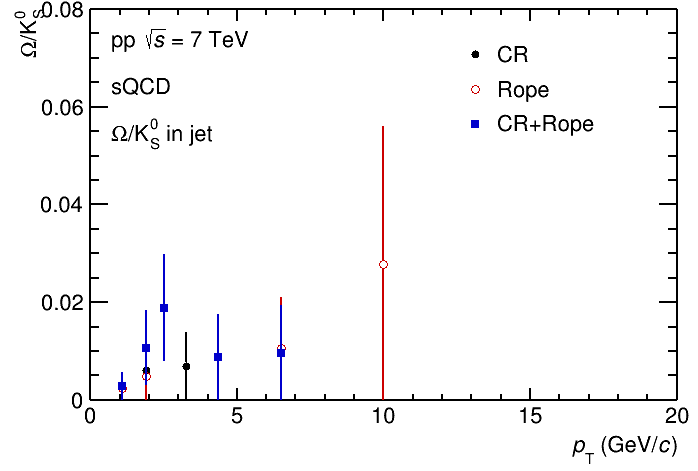 Ω/K⁰_S
0.08
0.06
0.04
0.02
0
pp √s = 7 TeV
sQCD
Ω/K⁰_S in jet
CR
Rope
CR+Rope
0 5 10 15 20
p_T (GeV/c)